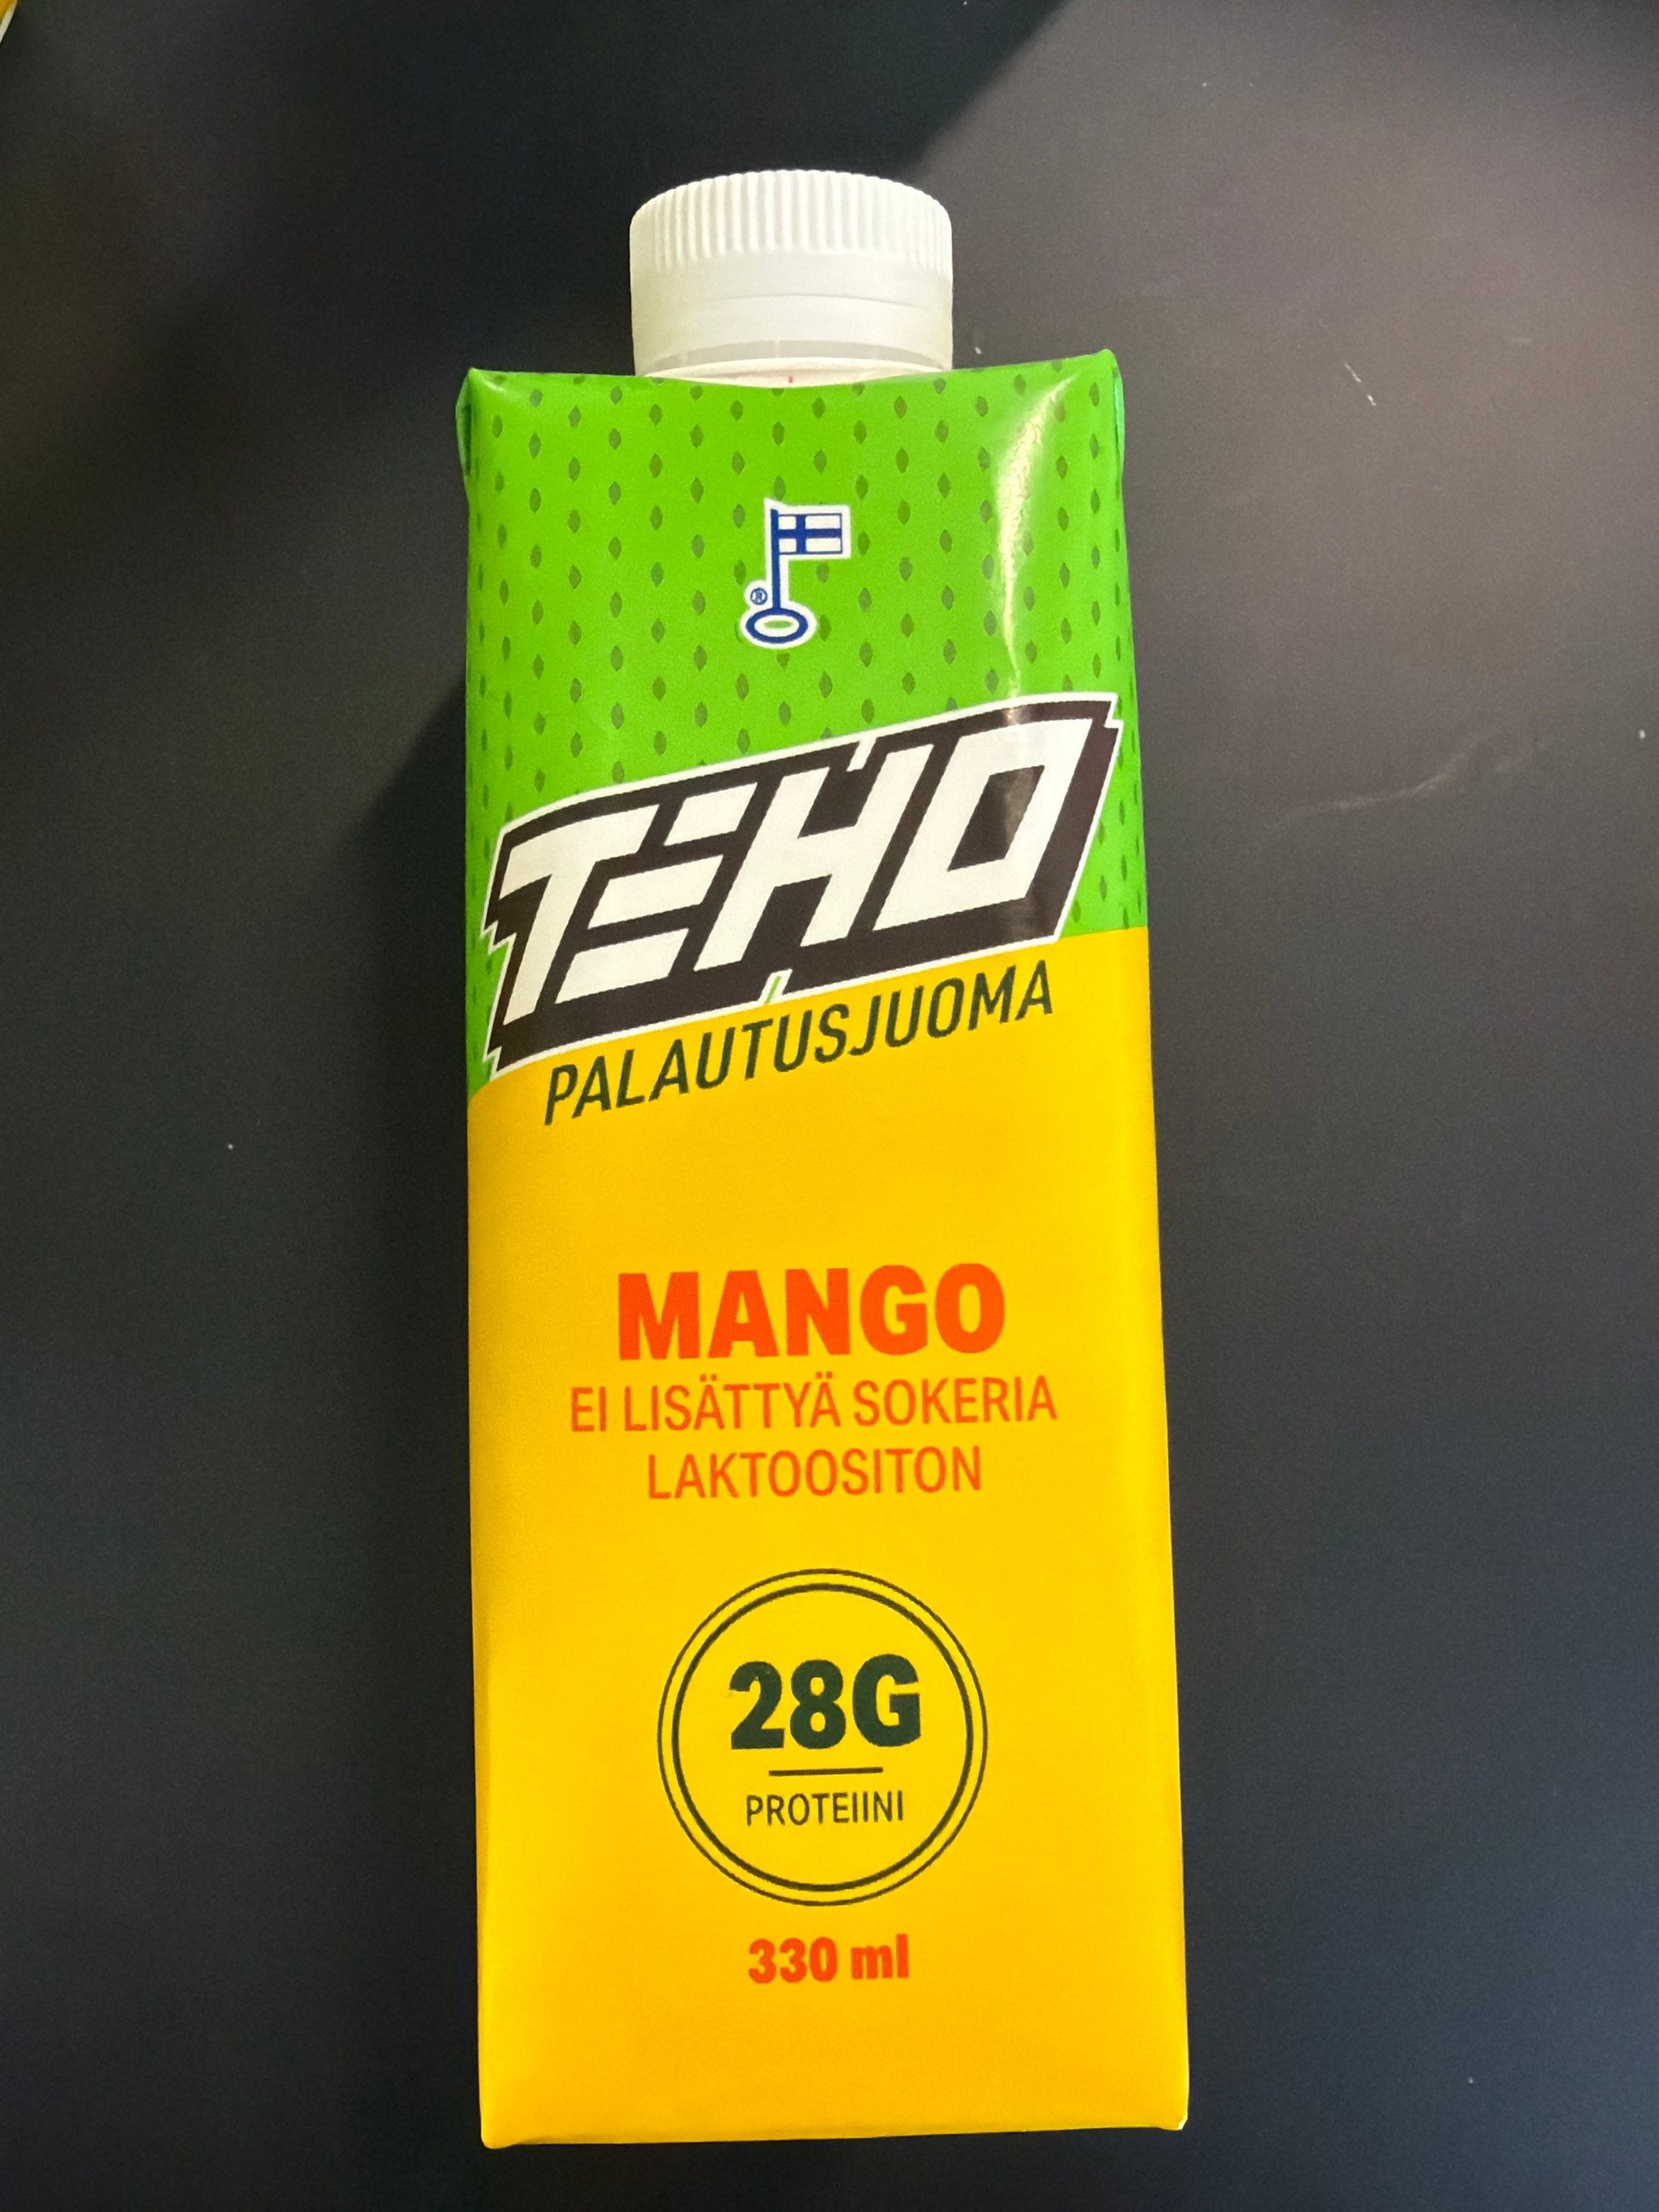 ®
TEHO
PALAUTUSJUOMA
MANGO
EI LISÄTTYÄ SOKERIA
LAKTOOSITON
28G
PROTEIINI
330 ml